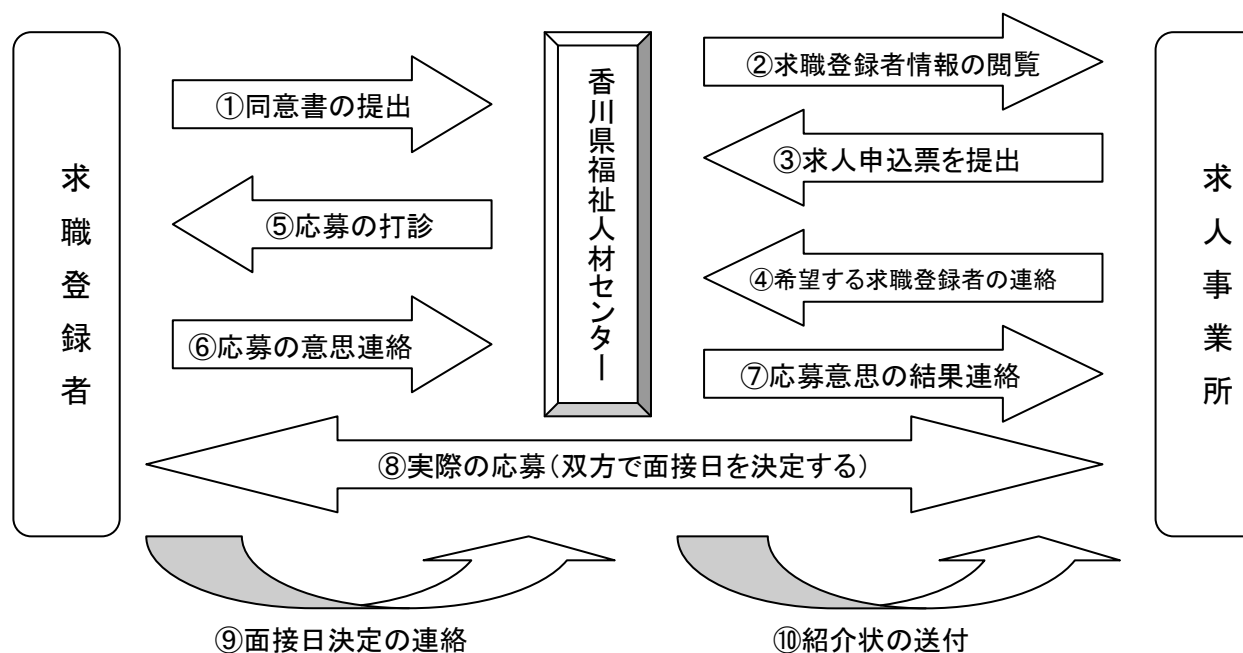 求職登録者
①同意書の提出
⑤応募の打診
⑥応募の意思連絡
香川県福祉人材センター
②求職登録者情報の閲覧
③求人申込票を提出
④希望する求職登録者の連絡
⑦応募意思の結果連絡
求人事業所
⑧実際の応募(双方で面接日を決定する)
⑨面接日決定の連絡
⑩紹介状の送付